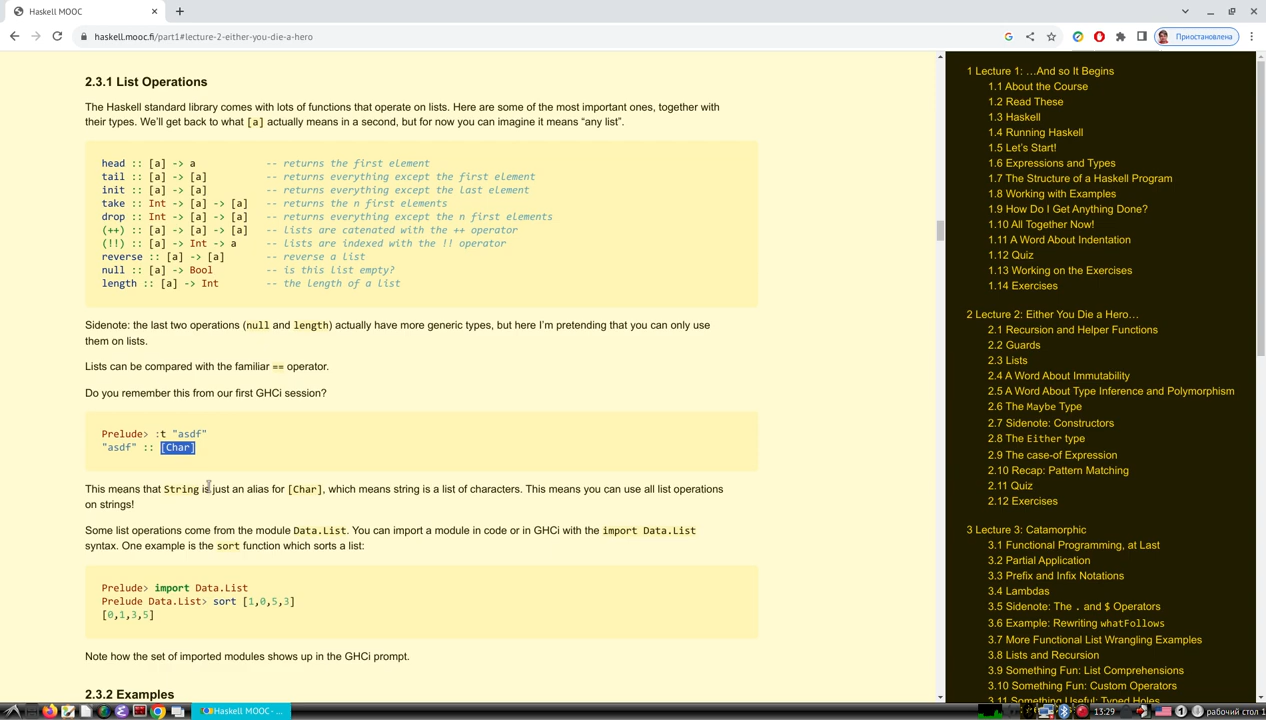 Haskell MOOC
haskell.mooc.fi/part1#lecture-2-either-you-die-a-hero
Приостановлена
2.3.1 List Operations
The Haskell standard library comes with lots of functions that operate on lists. Here are some of the most important ones, together with
their types. We’ll get back to what [a] actually means in a second, but for now you can imagine it means “any list”.
head :: [a] -> a -- returns the first element
tail :: [a] -> [a] -- returns everything except the first element
init :: [a] -> [a] -- returns everything except the last element
take :: Int -> [a] -> [a] -- returns the n first elements
drop :: Int -> [a] -> [a] -- returns everything except the n first elements
(++) :: [a] -> [a] -> [a] -- lists are catenated with the ++ operator
(!!) :: [a] -> Int -> a -- lists are indexed with the !! operator
reverse :: [a] -> [a] -- reverse a list
null :: [a] -> Bool -- is this list empty?
length :: [a] -> Int -- the length of a list
Sidenote: the last two operations (null and length) actually have more generic types, but here I’m pretending that you can only use
them on lists.
Lists can be compared with the familiar == operator.
Do you remember this from our first GHCi session?
Prelude> :t "asdf"
"asdf" :: [Char]
This means that String is just an alias for [Char], which means string is a list of characters. This means you can use all list operations
on strings!
Some list operations come from the module Data.List. You can import a module in code or in GHCi with the import Data.List
syntax. One example is the sort function which sorts a list:
Prelude> import Data.List
Prelude Data.List> sort [1,0,5,3]
[0,1,3,5]
Note how the set of imported modules shows up in the GHCi prompt.
2.3.2 Examples
1 Lecture 1: …And so It Begins
1.1 About the Course
1.2 Read These
1.3 Haskell
1.4 Running Haskell
1.5 Let’s Start!
1.6 Expressions and Types
1.7 The Structure of a Haskell Program
1.8 Working with Examples
1.9 How Do I Get Anything Done?
1.10 All Together Now!
1.11 A Word About Indentation
1.12 Quiz
1.13 Working on the Exercises
1.14 Exercises
2 Lecture 2: Either You Die a Hero…
2.1 Recursion and Helper Functions
2.2 Guards
2.3 Lists
2.4 A Word About Immutability
2.5 A Word About Type Inference and Polymorphism
2.6 The Maybe Type
2.7 Sidenote: Constructors
2.8 The Either type
2.9 The case-of Expression
2.10 Recap: Pattern Matching
2.11 Quiz
2.12 Exercises
3 Lecture 3: Catamorphic
3.1 Functional Programming, at Last
3.2 Partial Application
3.3 Prefix and Infix Notations
3.4 Lambdas
3.5 Sidenote: The . and $ Operators
3.6 Example: Rewriting whatFollows
3.7 More Functional List Wrangling Examples
3.8 Lists and Recursion
3.9 Something Fun: List Comprehensions
3.10 Something Fun: Custom Operators
3.11 Something Useful: Typed Holes
Haskell MOOC - ...
13:29
1
рабочий стол 1